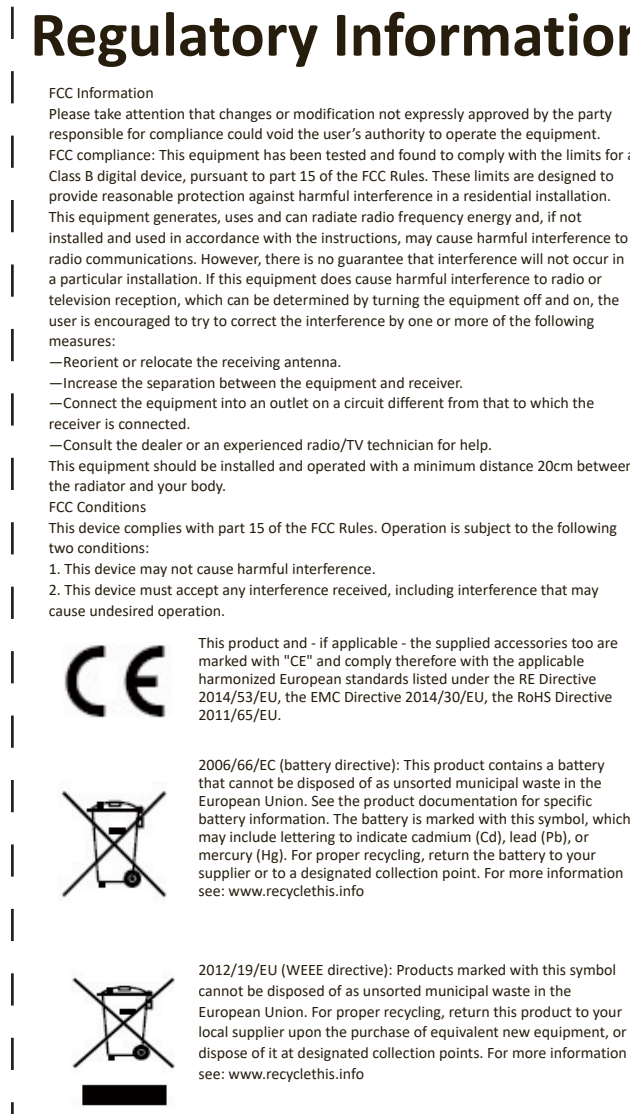 Regulatory Information
FCC Information
Please take attention that changes or modification not expressly approved by the party
responsible for compliance could void the user’s authority to operate the equipment.
FCC compliance: This equipment has been tested and found to comply with the limits for a
Class B digital device, pursuant to part 15 of the FCC Rules. These limits are designed to
provide reasonable protection against harmful interference in a residential installation.
This equipment generates, uses and can radiate radio frequency energy and, if not
installed and used in accordance with the instructions, may cause harmful interference to
radio communications. However, there is no guarantee that interference will not occur in
a particular installation. If this equipment does cause harmful interference to radio or
television reception, which can be determined by turning the equipment off and on, the
user is encouraged to try to correct the interference by one or more of the following
measures:
—Reorient or relocate the receiving antenna.
—Increase the separation between the equipment and receiver.
—Connect the equipment into an outlet on a circuit different from that to which the
receiver is connected.
—Consult the dealer or an experienced radio/TV technician for help.
This equipment should be installed and operated with a minimum distance 20cm between
the radiator and your body.
FCC Conditions
This device complies with part 15 of the FCC Rules. Operation is subject to the following
two conditions:
1. This device may not cause harmful interference.
2. This device must accept any interference received, including interference that may
cause undesired operation.
CE
This product and - if applicable - the supplied accessories too are
marked with "CE" and comply therefore with the applicable
harmonized European standards listed under the RE Directive
2014/53/EU, the EMC Directive 2014/30/EU, the RoHS Directive
2011/65/EU.
2006/66/EC (battery directive): This product contains a battery
that cannot be disposed of as unsorted municipal waste in the
European Union. See the product documentation for specific
battery information. The battery is marked with this symbol, which
may include lettering to indicate cadmium (Cd), lead (Pb), or
mercury (Hg). For proper recycling, return the battery to your
supplier or to a designated collection point. For more information
see: www.recyclethis.info
2012/19/EU (WEEE directive): Products marked with this symbol
cannot be disposed of as unsorted municipal waste in the
European Union. For proper recycling, return this product to your
local supplier upon the purchase of equivalent new equipment, or
dispose of it at designated collection points. For more information
see: www.recyclethis.info